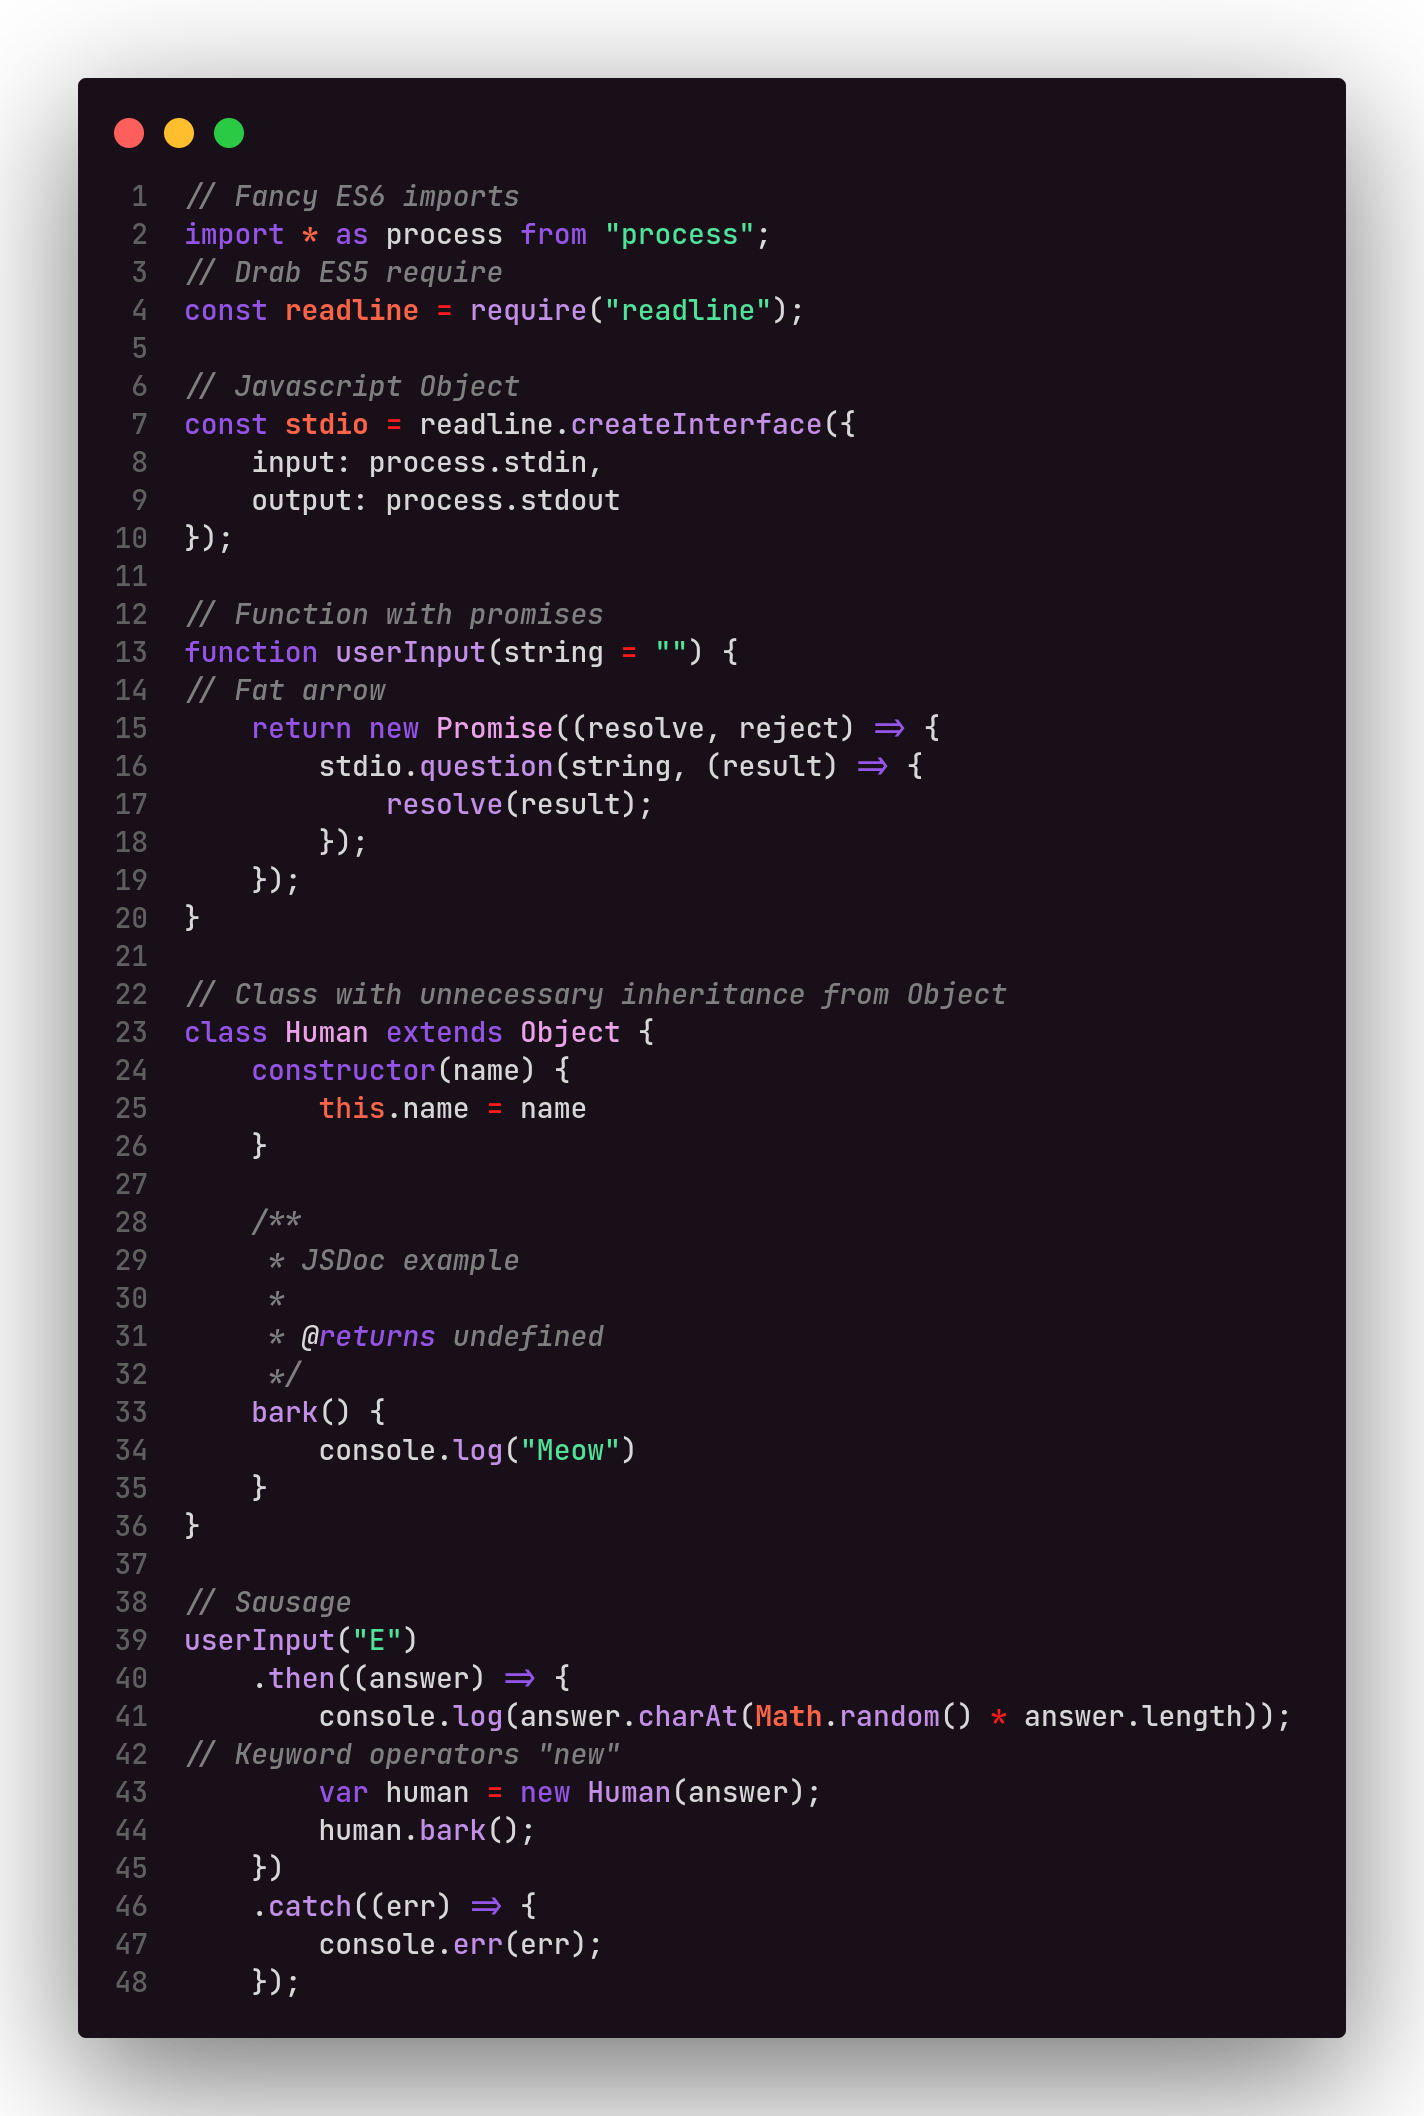 1 // Fancy ES6 imports
2 import * as process from "process";
3 // Drab ES5 require
4 const readline = require("readline");
5
6 // Javascript Object
7 const stdio = readline.createInterface({
8     input: process.stdin,
9     output: process.stdout
10 });
11
12 // Function with promises
13 function userInput(string = "") {
14 // Fat arrow
15     return new Promise((resolve, reject) => {
16         stdio.question(string, (result) => {
17             resolve(result);
18         });
19     });
20 }
21
22 // Class with unnecessary inheritance from Object
23 class Human extends Object {
24     constructor(name) {
25         this.name = name
26     }
27
28     /**
29      * JSDoc example
30      *
31      * @returns undefined
32      */
33     bark() {
34         console.log("Meow")
35     }
36 }
37
38 // Sausage
39 userInput("E")
40     .then((answer) => {
41         console.log(answer.charAt(Math.random() * answer.length));
42 // Keyword operators "new"
43         var human = new Human(answer);
44         human.bark();
45     })
46     .catch((err) => {
47         console.err(err);
48     });